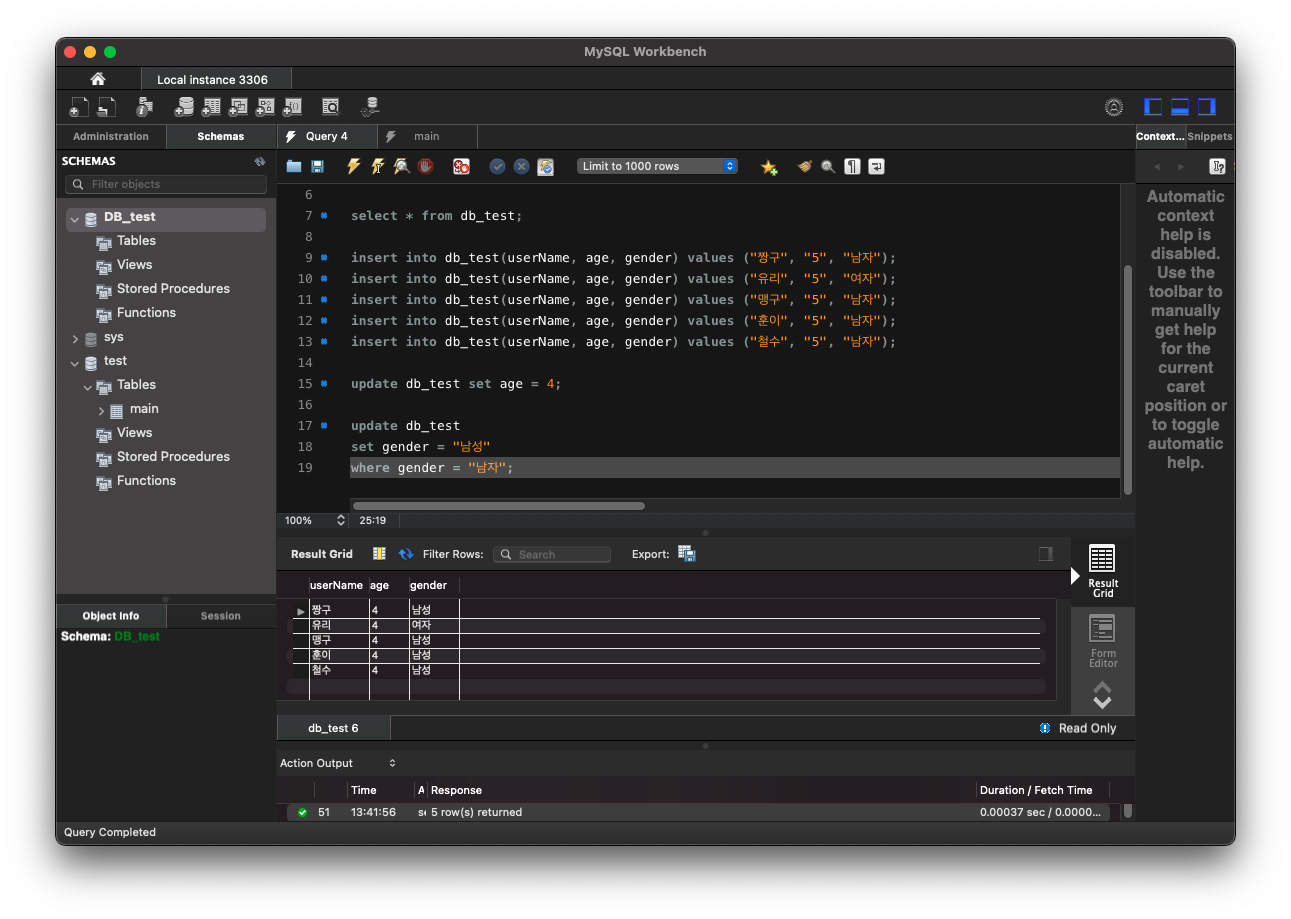 MySQL Workbench
Local instance 3306
Administration
Schemas
Query 4
main
Context...
Snippets
SCHEMAS
Filter objects
Limit to 1000 rows
DB_test
Tables
Views
Stored Procedures
Functions
sys
test
Tables
main
Views
Stored Procedures
Functions
6
7 select * from db_test;
8
9 insert into db_test(userName, age, gender) values ("짱구", "5", "남자");
10 insert into db_test(userName, age, gender) values ("유리", "5", "여자");
11 insert into db_test(userName, age, gender) values ("맹구", "5", "남자");
12 insert into db_test(userName, age, gender) values ("훈이", "5", "남자");
13 insert into db_test(userName, age, gender) values ("철수", "5", "남자");
14
15 update db_test set age = 4;
16
17 update db_test
18 set gender = "남성"
19 where gender = "남자";
100%
25:19
Automatic
context
help is
disabled.
Use the
toolbar to
manually
get help
for the
current
caret
position or
to toggle
automatic
help.
Object Info
Session
Schema: DB_test
Result Grid
Filter Rows:
Search
Export:
userName age gender
짱구 4 남성
유리 4 여자
맹구 4 남성
훈이 4 남성
철수 4 남성
Result
Grid
Form
Editor
db_test 6
Read Only
Action Output
Time A Response Duration / Fetch Time
51 13:41:56 5 row(s) returned 0.00037 sec / 0.0000...
Query Completed